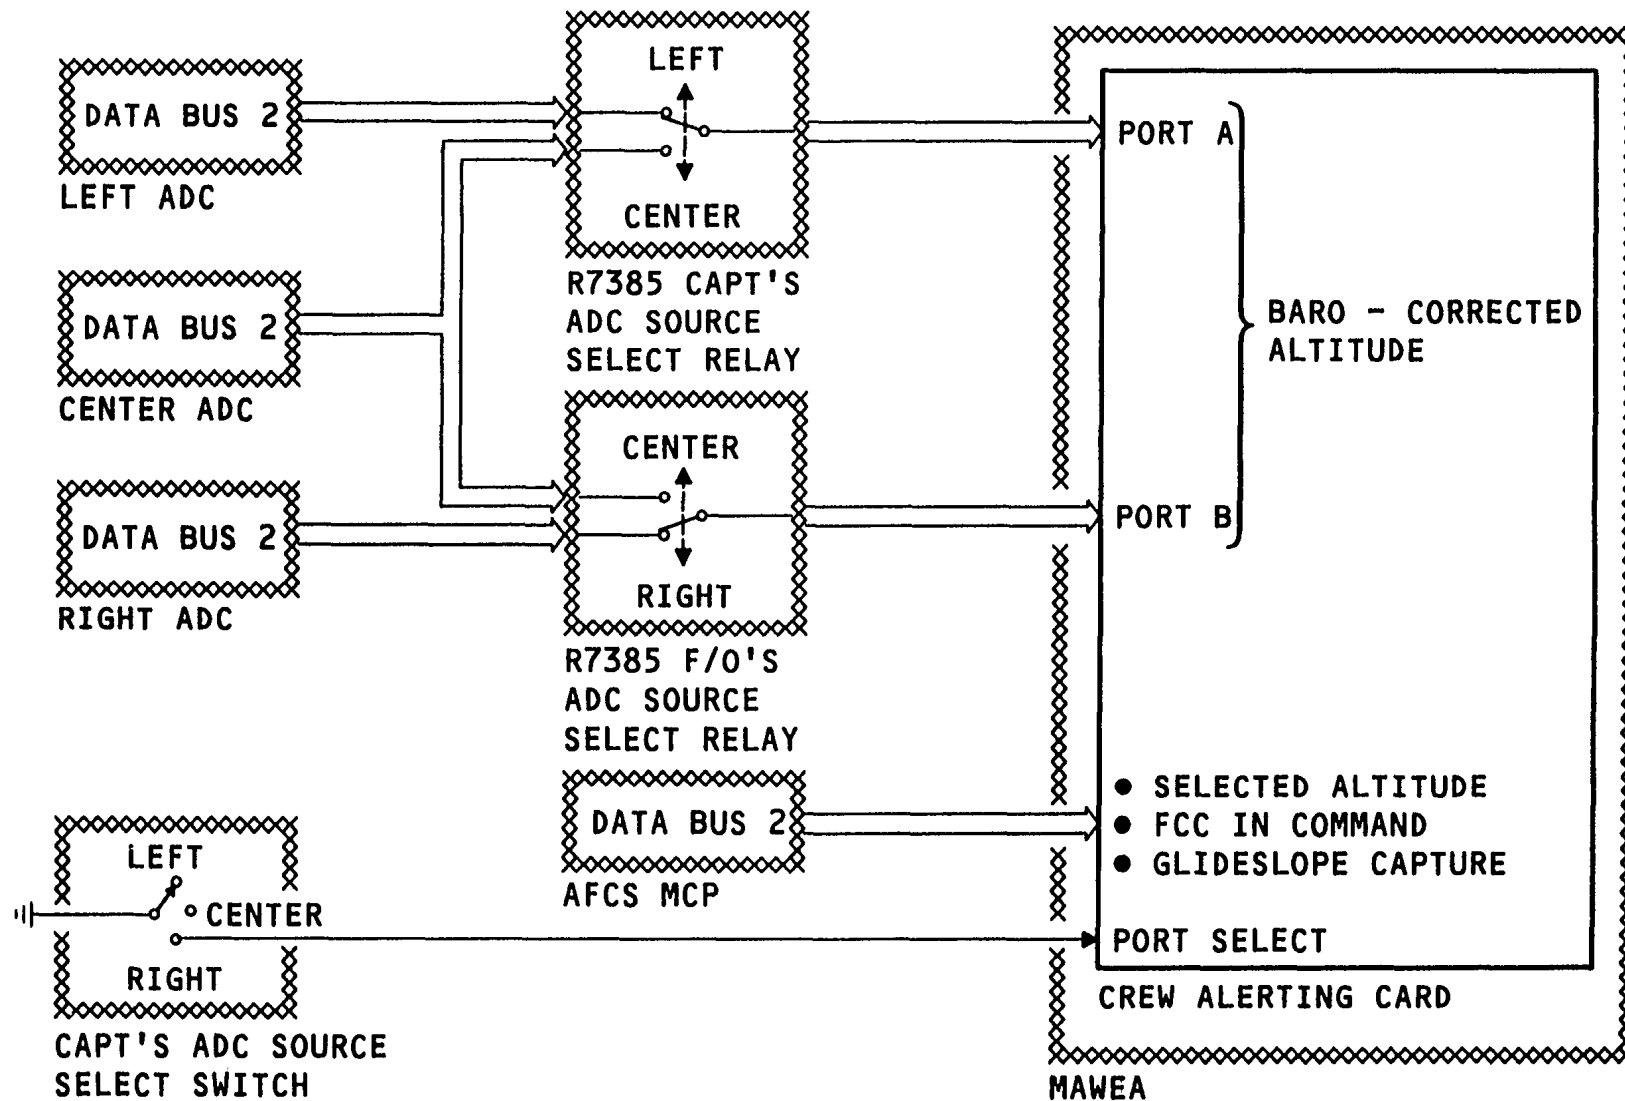 DATA BUS 2
LEFT ADC
DATA BUS 2
CENTER ADC
DATA BUS 2
RIGHT ADC
LEFT
CENTER
R7385 CAPT'S
ADC SOURCE
SELECT RELAY
CENTER
RIGHT
R7385 F/O'S
ADC SOURCE
SELECT RELAY
DATA BUS 2
AFCS MCP
LEFT
CENTER
RIGHT
CAPT'S ADC SOURCE
SELECT SWITCH
PORT A
BARO - CORRECTED
ALTITUDE
PORT B
● SELECTED ALTITUDE
● FCC IN COMMAND
● GLIDESLOPE CAPTURE
PORT SELECT
CREW ALERTING CARD
MAWEA